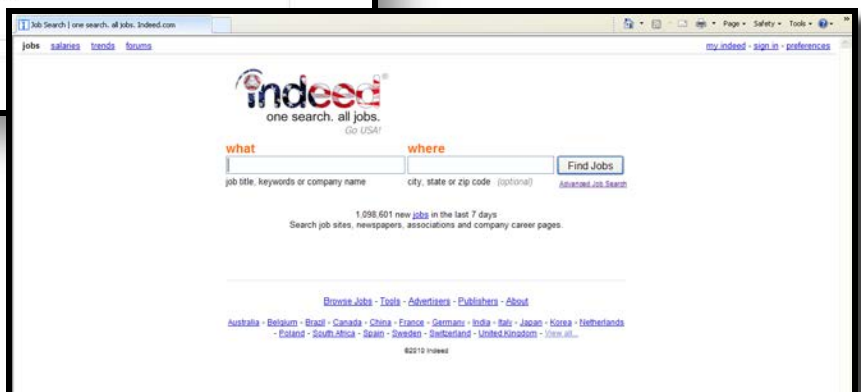 Job Search | one search. all jobs. Indeed.com
Page Safety Tools
jobs salaries trends forums
my indeed - sign in - preferences
indeed®
one search. all jobs.
Go USA!
what where
Find Jobs
job title, keywords or company name city, state or zip code (optional) Advanced Job Search
1,098,601 new jobs in the last 7 days
Search job sites, newspapers, associations and company career pages.
Browse Jobs - Tools - Advertisers - Publishers - About
Australia - Belgium - Brazil - Canada - China - France - Germany - India - Italy - Japan - Korea - Netherlands
- Poland - South Africa - Spain - Sweden - Switzerland - United Kingdom - View all...
©2010 Indeed